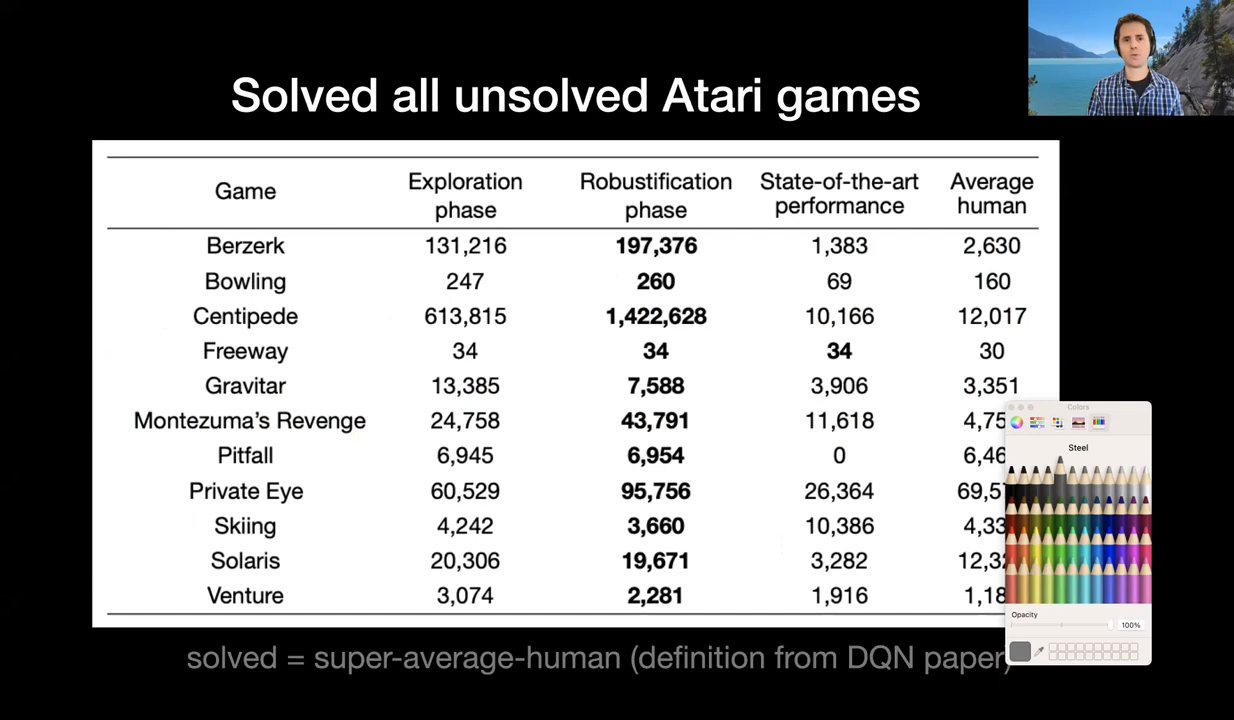 Solved all unsolved Atari games
Game Exploration phase Robustification phase State-of-the-art performance Average human
Berzerk 131,216 197,376 1,383 2,630
Bowling 247 260 69 160
Centipede 613,815 1,422,628 10,166 12,017
Freeway 34 34 34 30
Gravitar 13,385 7,588 3,906 3,351
Montezuma's Revenge 24,758 43,791 11,618 4,75
Pitfall 6,945 6,954 0 6,46
Private Eye 60,529 95,756 26,364 69,5
Skiing 4,242 3,660 10,386 4,33
Solaris 20,306 19,671 3,282 12,32
Venture 3,074 2,281 1,916 1,18
solved = super-average-human (definition from DQN paper)
Colors
Steel
Opacity
100%